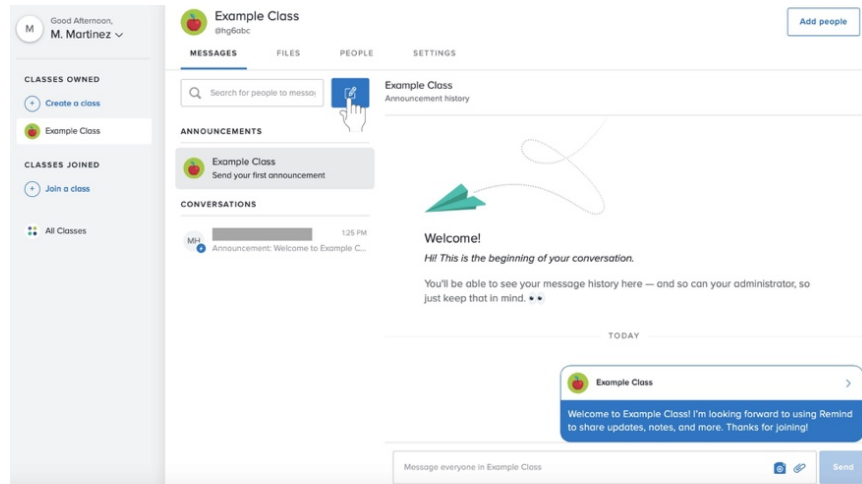 M
Good Afternoon,
M. Martinez
CLASSES OWNED
Create a class
Example Class
CLASSES JOINED
Join a class
All Classes
Example Class
@hg6abc
Add people
MESSAGES
FILES
PEOPLE
SETTINGS
Search for people to messag
ANNOUNCEMENTS
Example Class
Send your first announcement
CONVERSATIONS
MH
1:25 PM
Announcement: Welcome to Example C...
Example Class
Announcement history
Welcome!
Hi! This is the beginning of your conversation.
You'll be able to see your message history here — and so can your administrator, so
just keep that in mind. 👀
TODAY
Example Class
Welcome to Example Class! I'm looking forward to using Remind
to share updates, notes, and more. Thanks for joining!
Message everyone in Example Class
Send